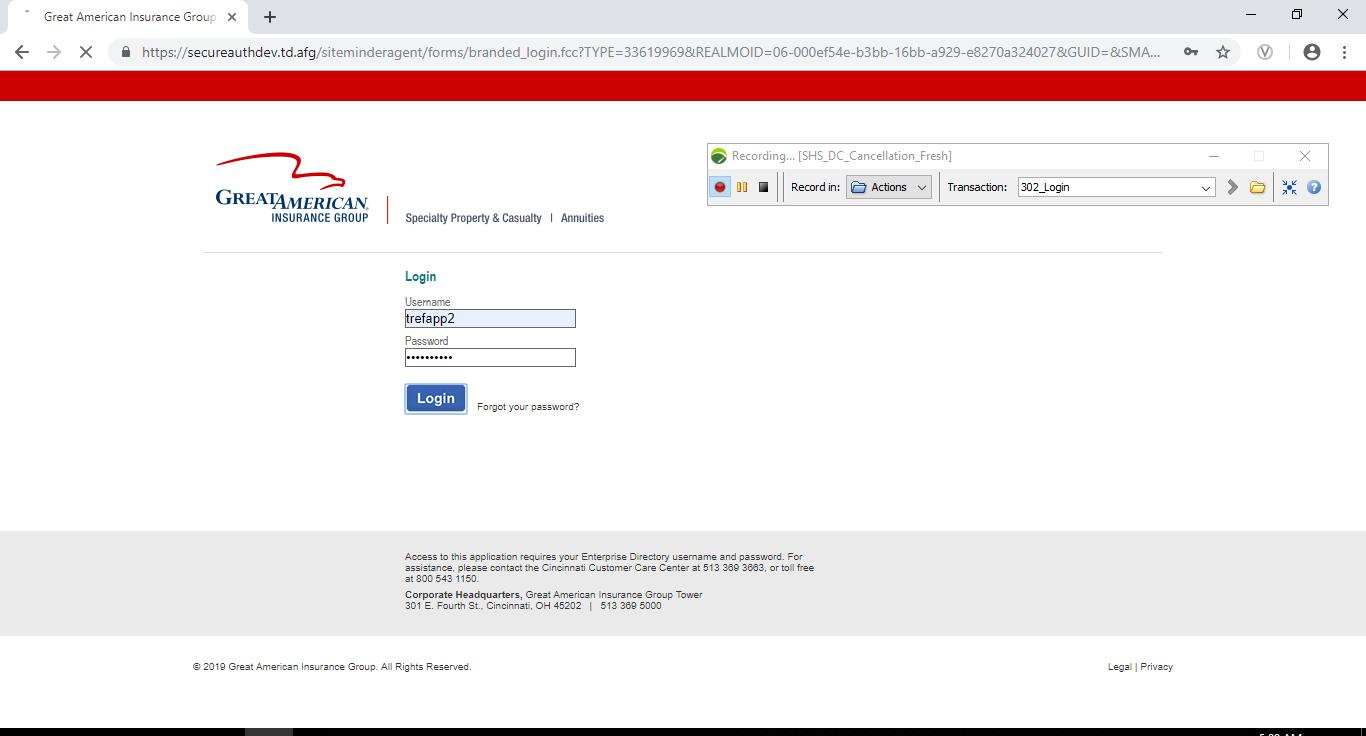 Great American Insurance Group
https://secureauthdev.td.afg/siteminderagent/forms/branded_login.fcc?TYPE=33619969&REALMOID=06-000ef54e-b3bb-16bb-a929-e8270a324027&GUID=&SMA...
Recording... [SHS_DC_Cancellation_Fresh]
Record in: Actions Transaction: 302_Login
GREATAMERICAN®
INSURANCE GROUP
Specialty Property & Casualty | Annuities
Login
Username
trefapp2
Password
••••••••••
Login Forgot your password?
Access to this application requires your Enterprise Directory username and password. For
assistance, please contact the Cincinnati Customer Care Center at 513 369 3663, or toll free
at 800 543 1150.
Corporate Headquarters, Great American Insurance Group Tower
301 E. Fourth St., Cincinnati, OH 45202 | 513 369 5000
© 2019 Great American Insurance Group. All Rights Reserved.
Legal | Privacy